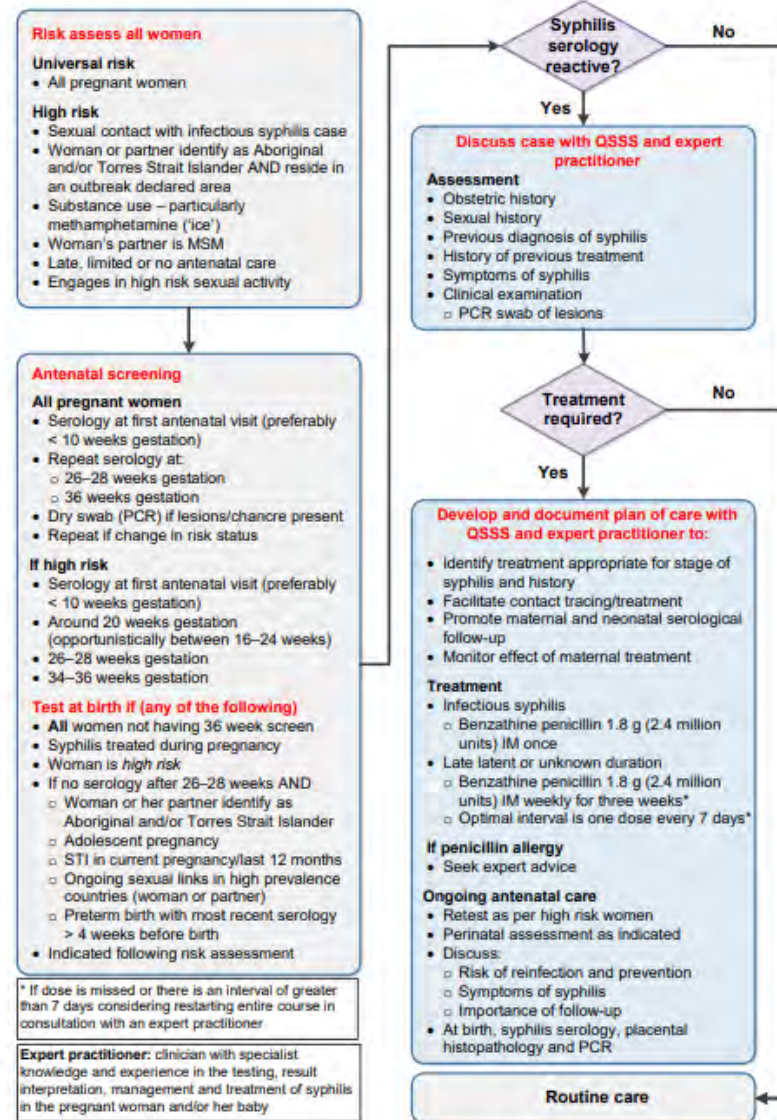 Risk assess all women
Universal risk
• All pregnant women
High risk
• Sexual contact with infectious syphilis case
• Woman or partner identify as Aboriginal
and/or Torres Strait Islander AND reside in
an outbreak declared area
• Substance use – particularly
methamphetamine ('ice')
• Woman's partner is MSM
• Late, limited or no antenatal care
• Engages in high risk sexual activity
Antenatal screening
All pregnant women
• Serology at first antenatal visit (preferably
< 10 weeks gestation)
• Repeat serology at:
o 26–28 weeks gestation
o 36 weeks gestation
• Dry swab (PCR) if lesions/chancre present
• Repeat if change in risk status
If high risk
• Serology at first antenatal visit (preferably
< 10 weeks gestation)
• Around 20 weeks gestation
(opportunistically between 16–24 weeks)
• 26–28 weeks gestation
• 34–36 weeks gestation
Test at birth if (any of the following)
• All women not having 36 week screen
• Syphilis treated during pregnancy
• Woman is high risk
• If no serology after 26–28 weeks AND
o Woman or her partner identify as
Aboriginal and/or Torres Strait Islander
o Adolescent pregnancy
o STI in current pregnancy/last 12 months
o Ongoing sexual links in high prevalence
countries (woman or partner)
o Preterm birth with most recent serology
> 4 weeks before birth
• Indicated following risk assessment
* If dose is missed or there is an interval of greater
than 7 days considering restarting entire course in
consultation with an expert practitioner
Expert practitioner: clinician with specialist
knowledge and experience in the testing, result
interpretation, management and treatment of syphilis
in the pregnant woman and/or her baby
Syphilis
serology
reactive?
No
Yes
Discuss case with QSSS and expert
practitioner
Assessment
• Obstetric history
• Sexual history
• Previous diagnosis of syphilis
• History of previous treatment
• Symptoms of syphilis
• Clinical examination
o PCR swab of lesions
Treatment
required?
No
Yes
Develop and document plan of care with
QSSS and expert practitioner to:
• Identify treatment appropriate for stage of
syphilis and history
• Facilitate contact tracing/treatment
• Promote maternal and neonatal serological
follow-up
• Monitor effect of maternal treatment
Treatment
• Infectious syphilis
o Benzathine penicillin 1.8 g (2.4 million
units) IM once
• Late latent or unknown duration
o Benzathine penicillin 1.8 g (2.4 million
units) IM weekly for three weeks*
o Optimal interval is one dose every 7 days*
If penicillin allergy
• Seek expert advice
Ongoing antenatal care
• Retest as per high risk women
• Perinatal assessment as indicated
• Discuss:
o Risk of reinfection and prevention
o Symptoms of syphilis
o Importance of follow-up
• At birth, syphilis serology, placental
histopathology and PCR
Routine care